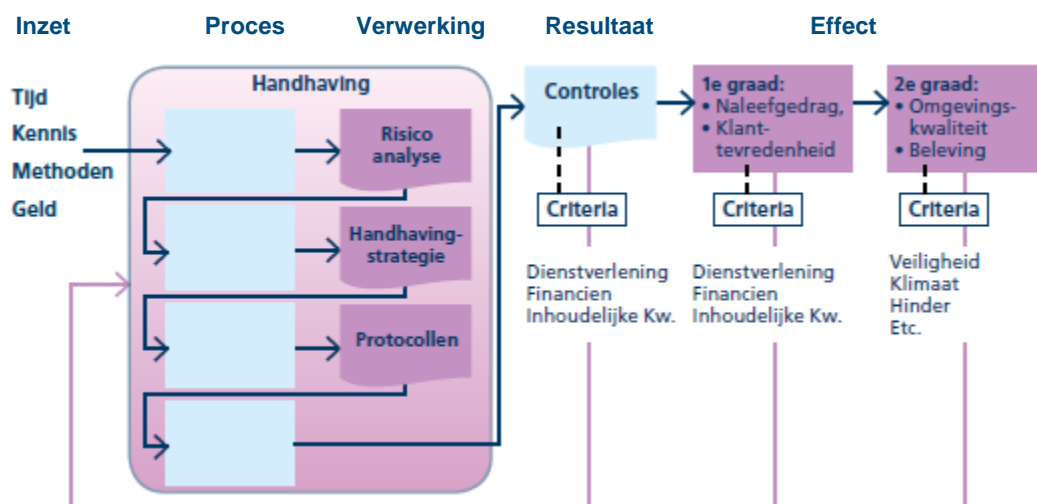 Inzet
Proces
Verwerking
Resultaat
Effect
Tijd
Kennis
Methoden
Geld
Handhaving
Risico
analyse
Handhaving-
strategie
Protocollen
Controles
1e graad:
• Naleefgedrag,
• Klant-
tevredenheid
2e graad:
• Omgevings-
kwaliteit
• Beleving
Criteria
Criteria
Criteria
Dienstverlening
Financien
Inhoudelijke Kw.
Dienstverlening
Financien
Inhoudelijke Kw.
Veiligheid
Klimaat
Hinder
Etc.